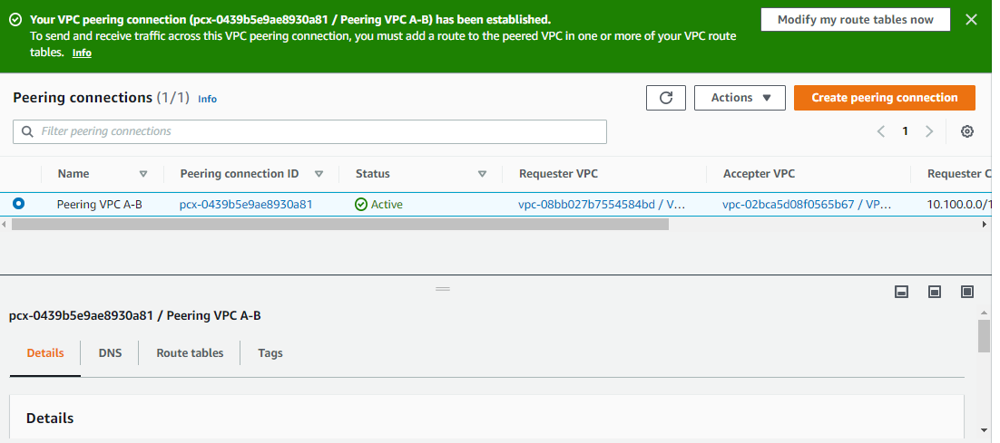 Your VPC peering connection (pcx-0439b5e9ae8930a81 / Peering VPC A-B) has been established.
Modify my route tables now
To send and receive traffic across this VPC peering connection, you must add a route to the peered VPC in one or more of your VPC route
tables. Info
Peering connections (1/1) Info
Actions
Create peering connection
Filter peering connections
1
Name Peering connection ID Status Requester VPC Accepter VPC Requester C
Peering VPC A-B pcx-0439b5e9ae8930a81 Active vpc-08bb027b7554584bd / V... vpc-02bca5d08f0565b67 / VP... 10.100.0.0/1
pcx-0439b5e9ae8930a81 / Peering VPC A-B
Details DNS Route tables Tags
Details